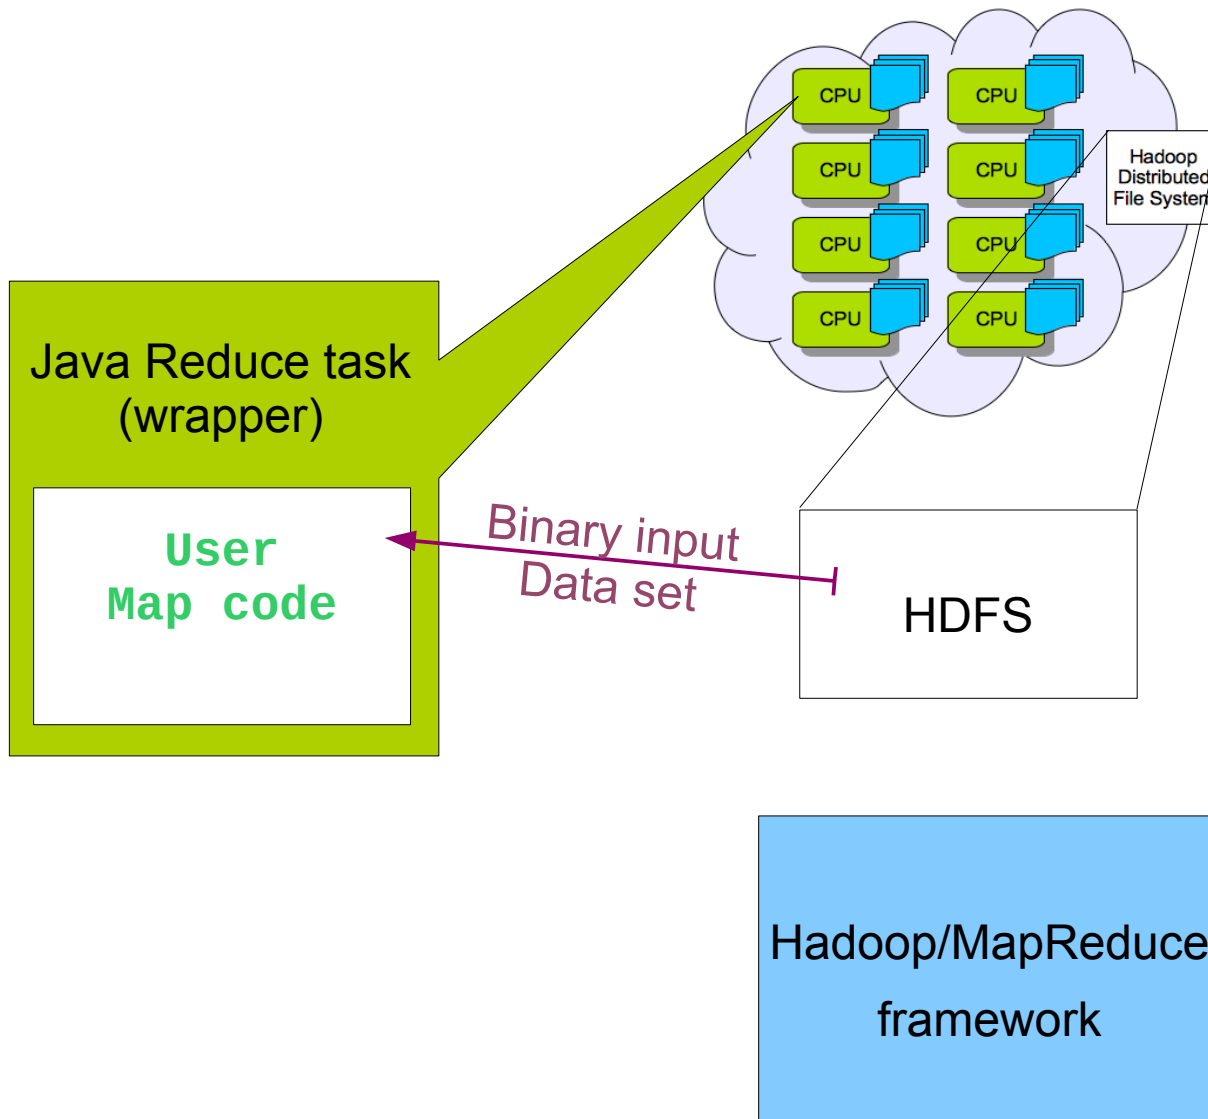 CPU
CPU
CPU
CPU
CPU
CPU
CPU
CPU
Hadoop
Distributed
File System
Java Reduce task
(wrapper)
User
Map code
Binary input
Data set
HDFS
Hadoop/MapReduce
framework